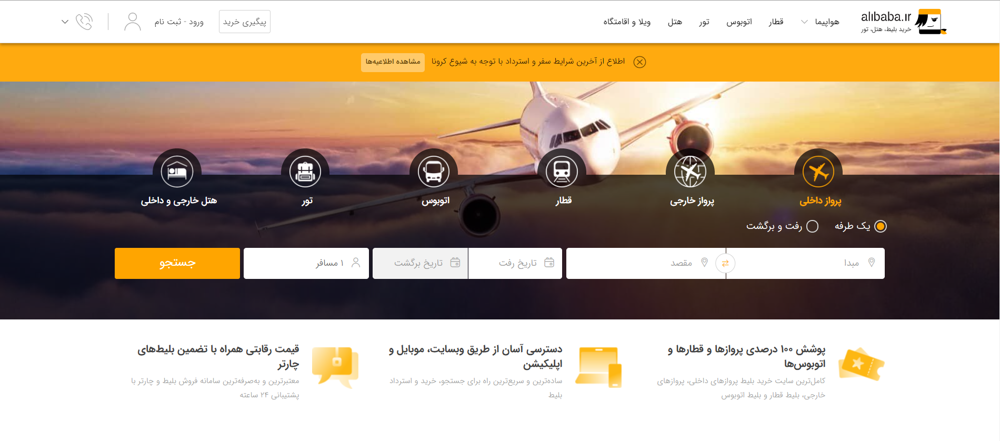 alibaba.ir
خرید بلیط، هتل، تور
هواپیما
قطار
اتوبوس
تور
هتل
ویلا و اقامتگاه
پیگیری خرید
ورود - ثبت نام
اطلاع از آخرین شرایط سفر و استرداد با توجه به شیوع کرونا
مشاهده اطلاعیه‌ها
پرواز داخلی
پرواز خارجی
قطار
اتوبوس
تور
هتل خارجی و داخلی
یک طرفه
رفت و برگشت
مبدا
مقصد
تاریخ رفت
تاریخ برگشت
۱ مسافر
جستجو
پوشش ۱۰۰ درصدی پروازها و قطارها و
اتوبوس‌ها
کامل‌ترین سایت خرید بلیط پروازهای داخلی، پروازهای
خارجی، بلیط قطار و بلیط اتوبوس
دسترسی آسان از طریق وبسایت، موبایل و
اپلیکیشن
ساده‌ترین و سریع‌ترین راه برای جستجو، خرید و استرداد
بلیط
قیمت رقابتی همراه با تضمین بلیط‌های
چارتر
معتبرترین و به‌صرفه‌ترین سامانه فروش بلیط و چارتر با
پشتیبانی ۲۴ ساعته